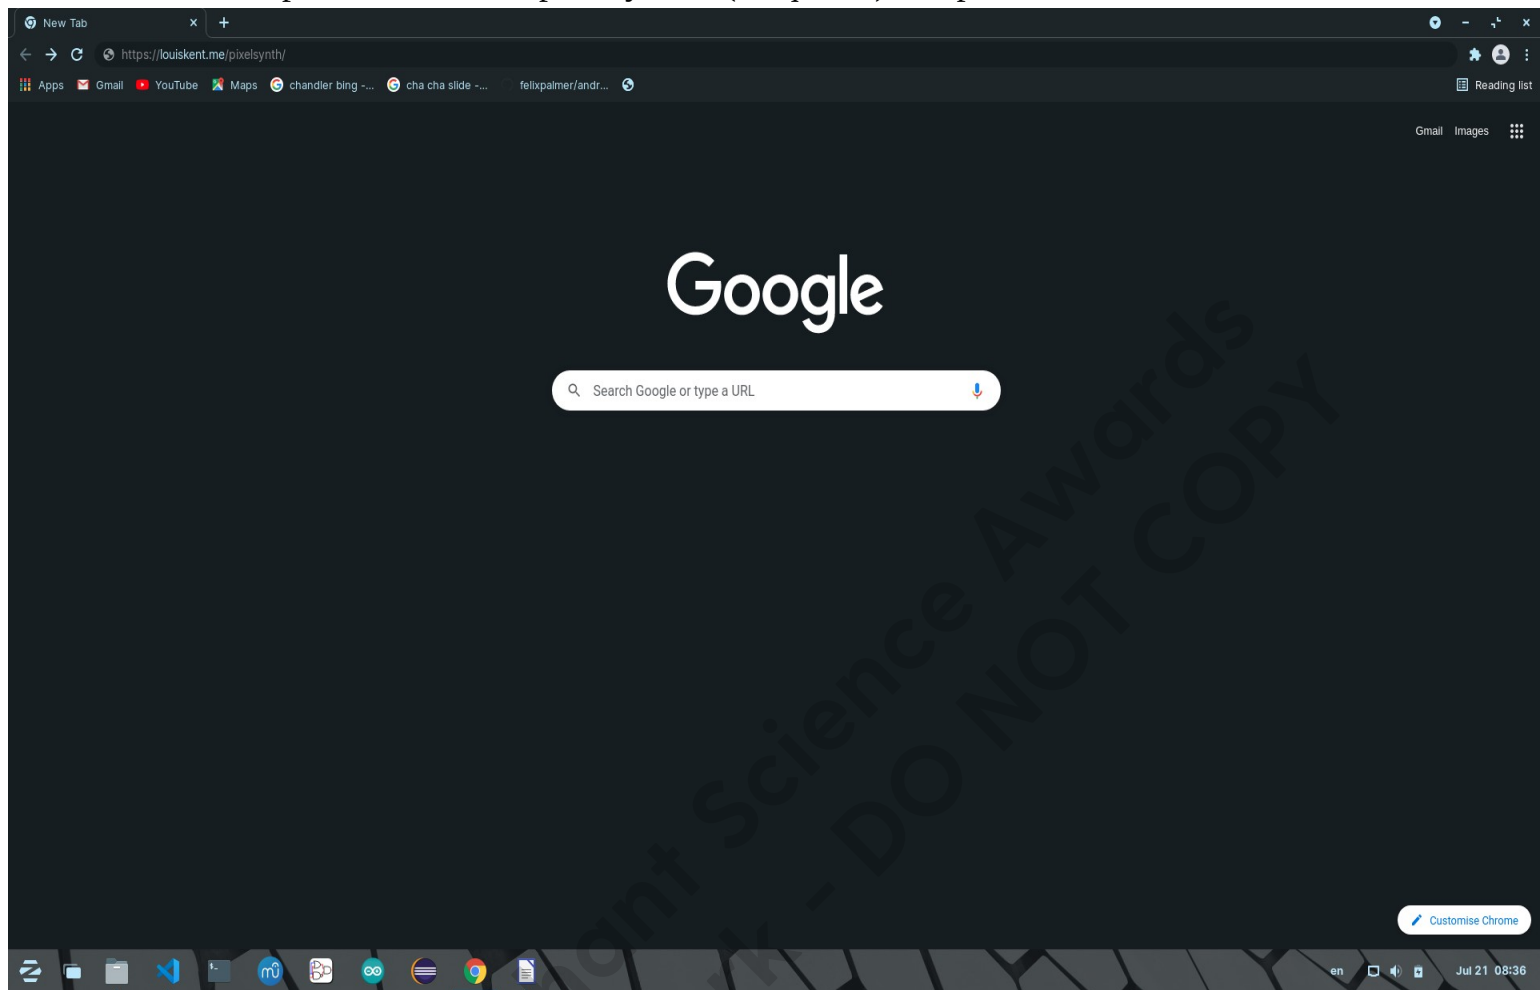 New Tab
https://louiskent.me/pixelsynth/
Apps Gmail YouTube Maps chandler bing -... cha cha slide -... felixpalmer/andr... Reading list
Gmail Images
Google
Search Google or type a URL
Science Awards
DO NOT COPY
Customise Chrome
en Jul 21 08:36